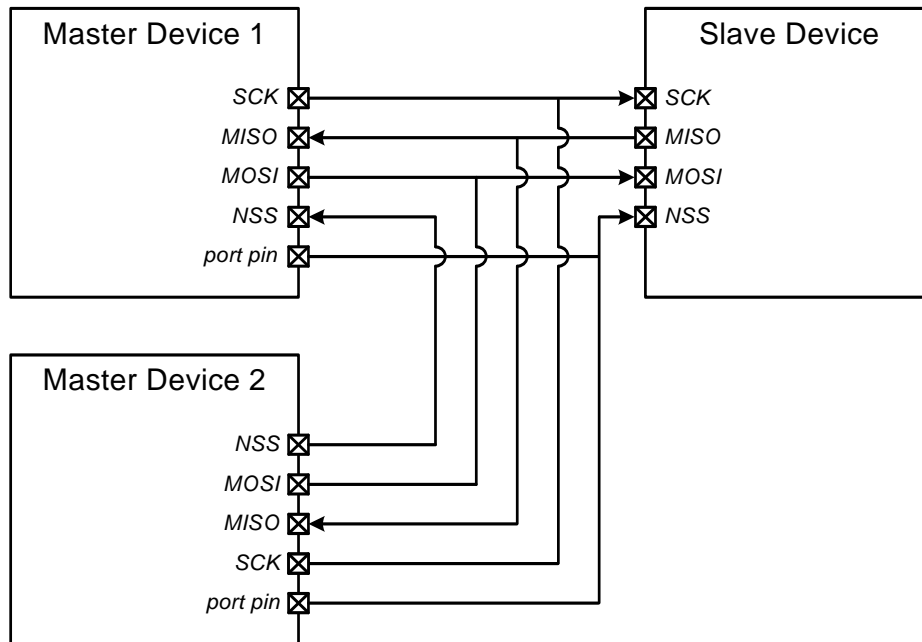 Master Device 1
SCK
MISO
MOSI
NSS
port pin
Slave Device
SCK
MISO
MOSI
NSS
Master Device 2
NSS
MOSI
MISO
SCK
port pin